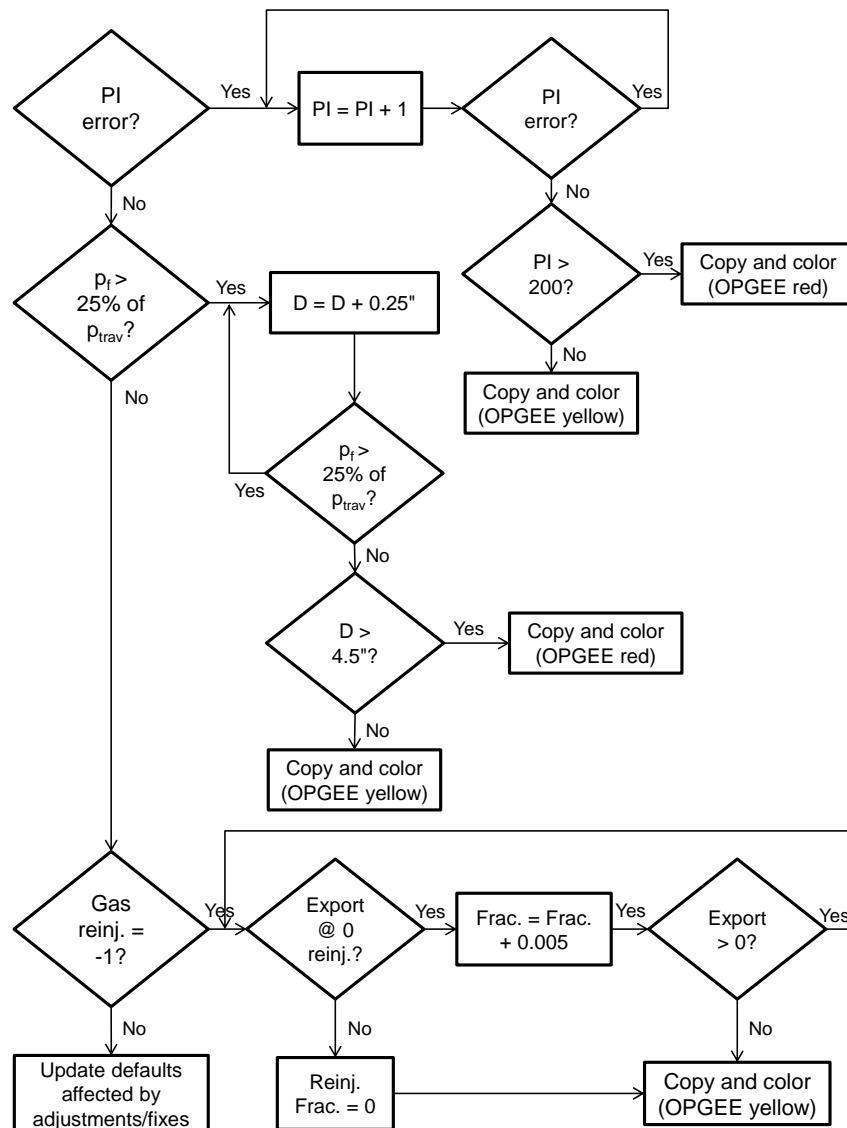 PI
error?
Yes
PI = PI + 1
PI
error?
Yes
No
No
p_f >
25% of
p_trav?
Yes
D = D + 0.25"
PI >
200?
Yes
Copy and color
(OPGEE red)
No
No
Copy and color
(OPGEE yellow)
p_f >
25% of
p_trav?
Yes
No
D >
4.5"?
Yes
Copy and color
(OPGEE red)
No
Copy and color
(OPGEE yellow)
Gas
reinj. =
-1?
Yes
Export
@ 0
reinj.?
Yes
Frac. = Frac.
+ 0.005
Yes
Export
> 0?
Yes
No
No
No
Update defaults
affected by
adjustments/fixes
Reinj.
Frac. = 0
Copy and color
(OPGEE yellow)